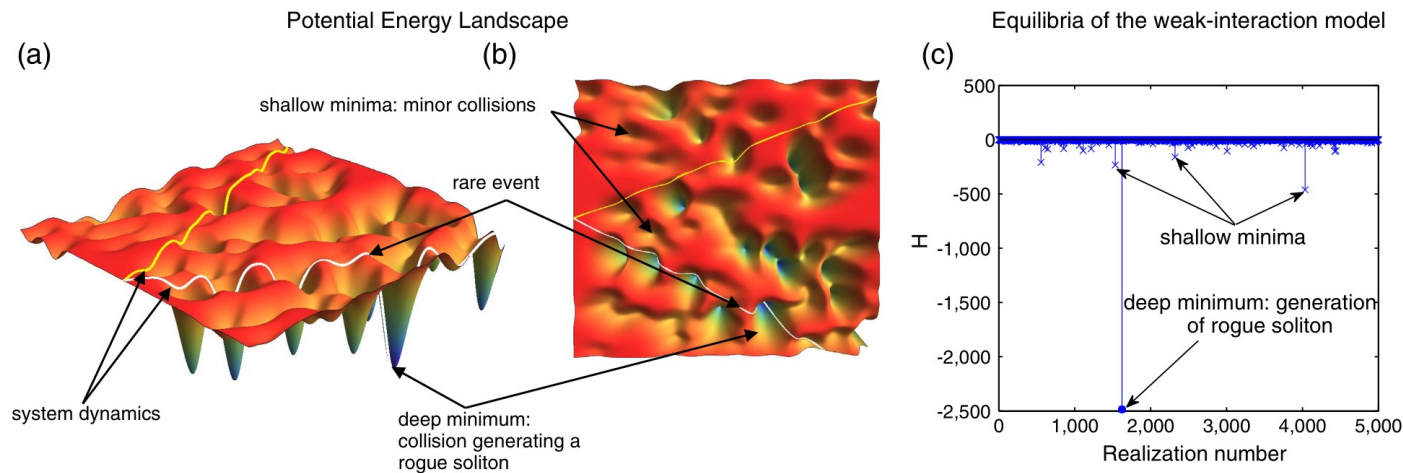 Potential Energy Landscape
Equilibria of the weak-interaction model
(a)
(b)
(c)
shallow minima: minor collisions
rare event
system dynamics
deep minimum:
collision generating a
rogue soliton
500
0
-500
-1,000
-1,500
-2,000
-2,500
H
shallow minima
deep minimum: generation
of rogue soliton
0
1,000
2,000
3,000
4,000
5,000
Realization number